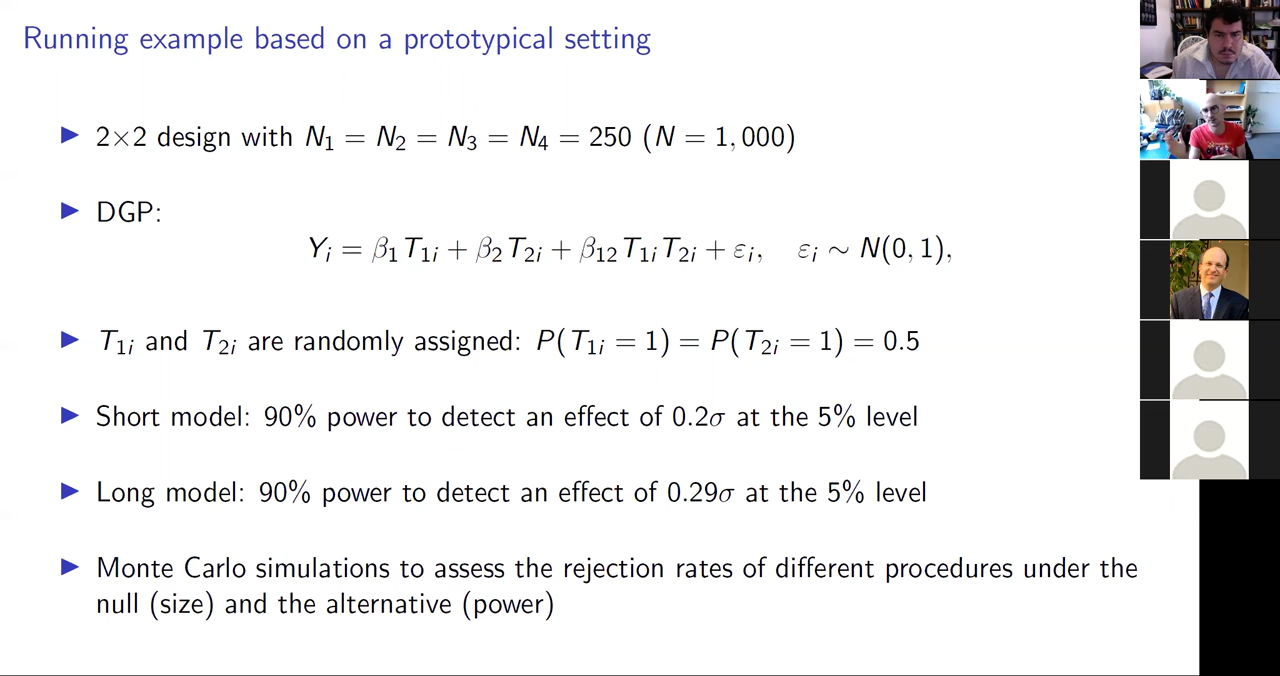 Running example based on a prototypical setting
▶ 2×2 design with N₁ = N₂ = N₃ = N₄ = 250 (N = 1,000)
▶ DGP:
Yᵢ = β₁T₁ᵢ + β₂T₂ᵢ + β₁₂T₁ᵢT₂ᵢ + εᵢ, εᵢ ∼ N(0, 1),
▶ T₁ᵢ and T₂ᵢ are randomly assigned: P(T₁ᵢ = 1) = P(T₂ᵢ = 1) = 0.5
▶ Short model: 90% power to detect an effect of 0.2σ at the 5% level
▶ Long model: 90% power to detect an effect of 0.29σ at the 5% level
▶ Monte Carlo simulations to assess the rejection rates of different procedures under the
null (size) and the alternative (power)